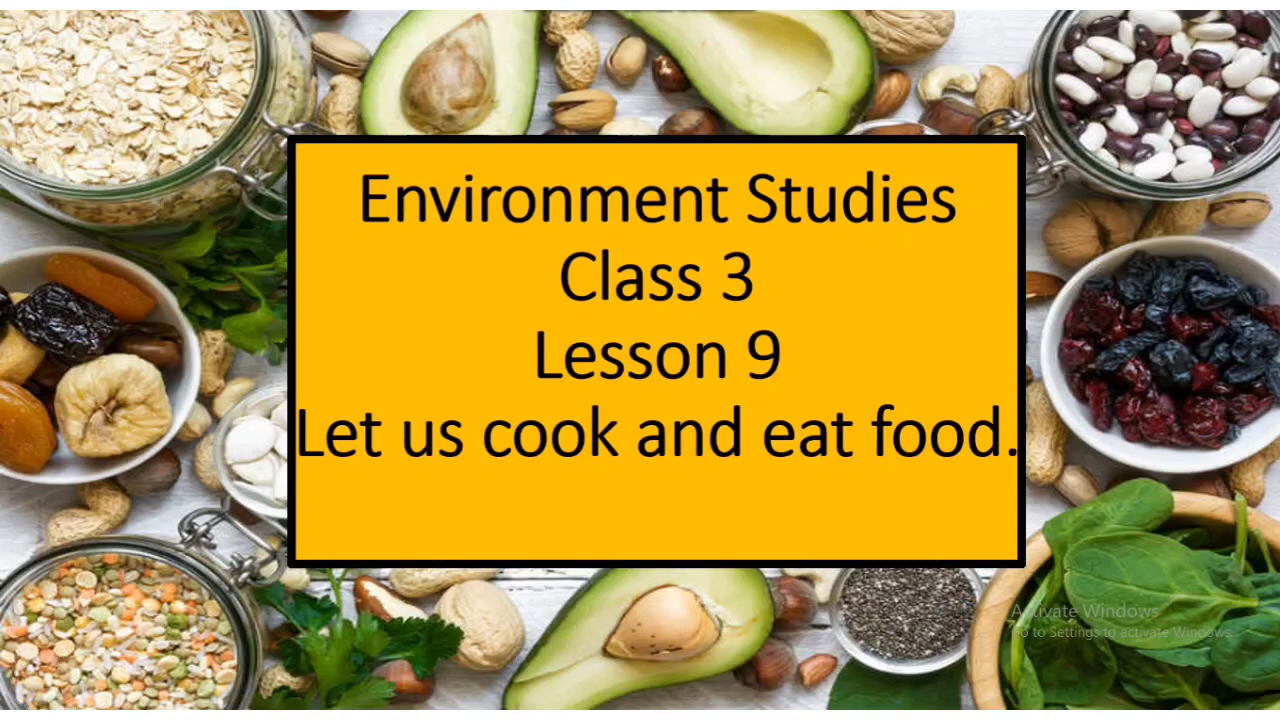 Environment Studies
Class 3
Lesson 9
Let us cook and eat food.
Activate Windows
Go to Settings to activate Windows.